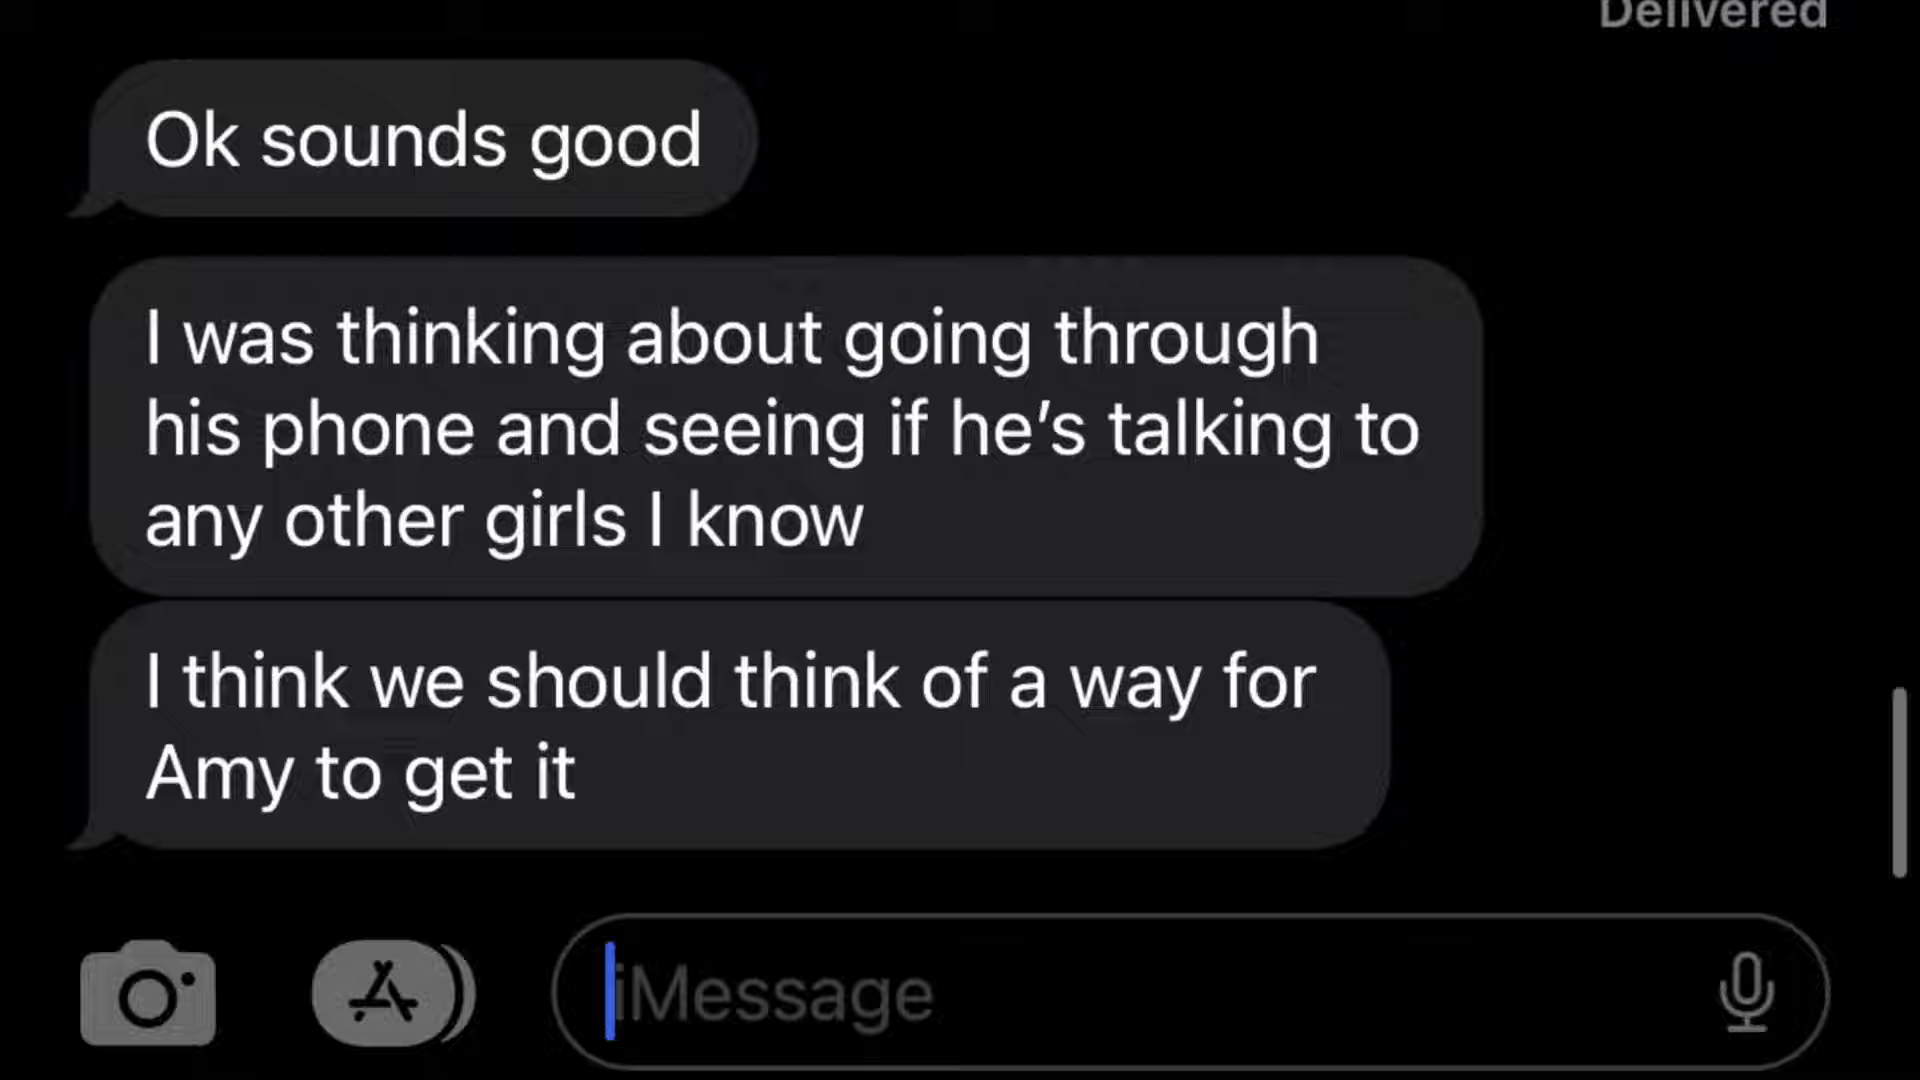 Delivered
Ok sounds good
I was thinking about going through
his phone and seeing if he's talking to
any other girls I know
I think we should think of a way for
Amy to get it
iMessage